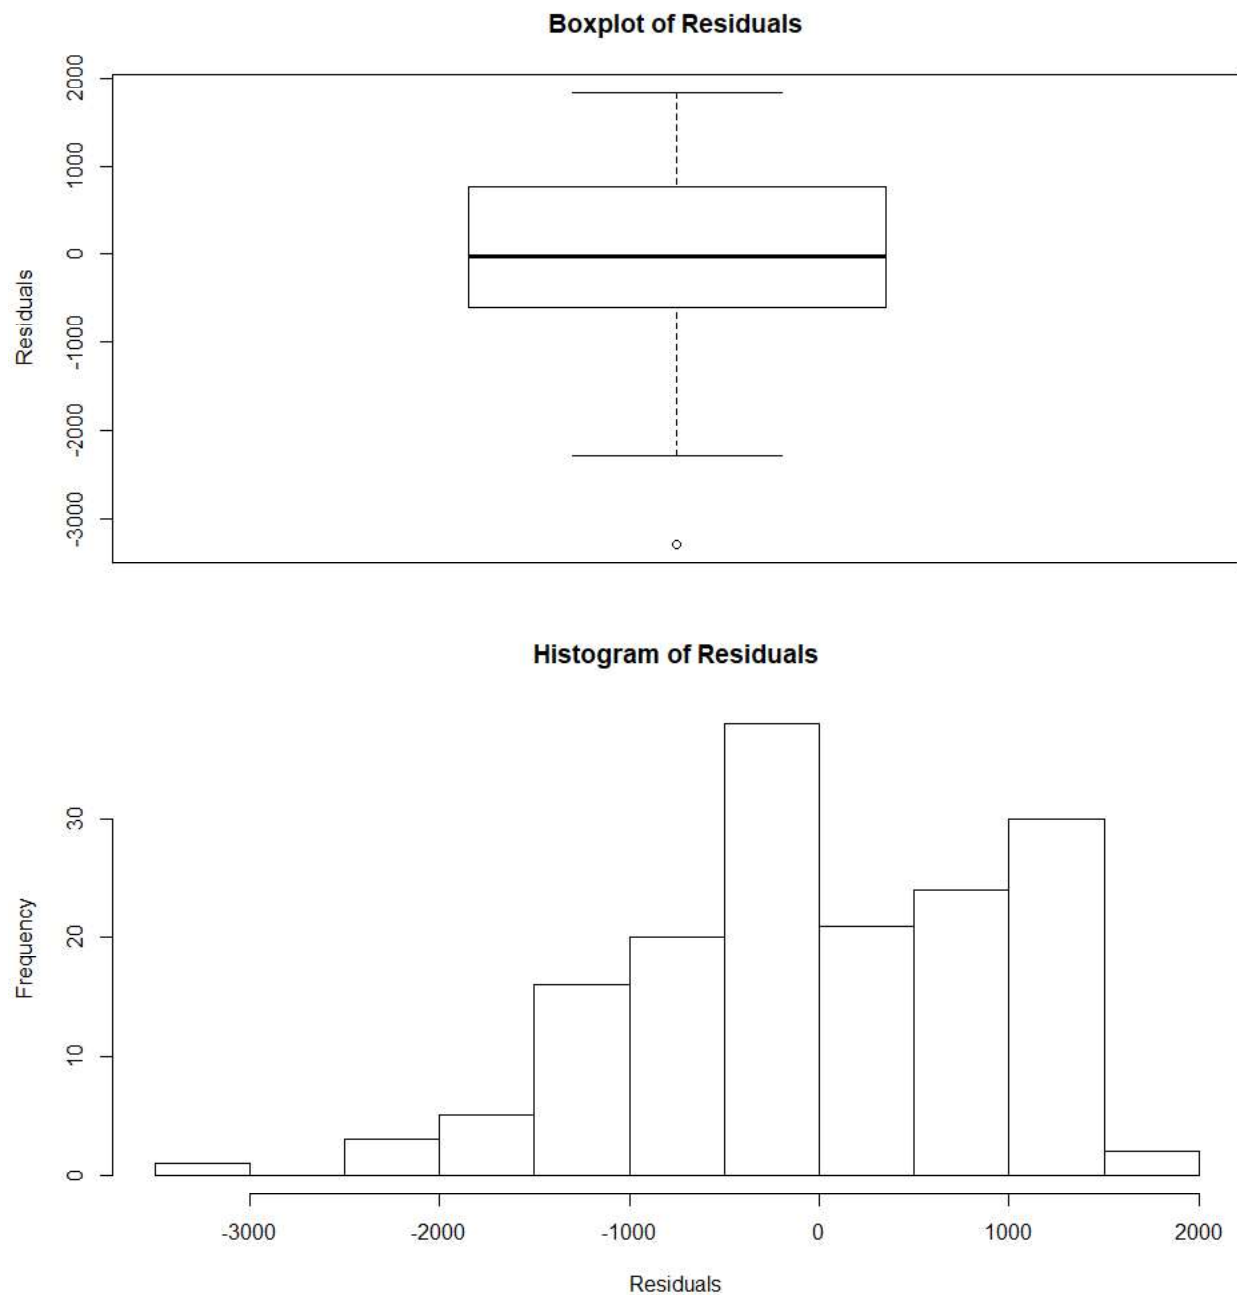 Boxplot of Residuals
2000
1000
0
-1000
-2000
-3000
Residuals
Histogram of Residuals
30
20
10
0
Frequency
-3000 -2000 -1000 0 1000 2000
Residuals